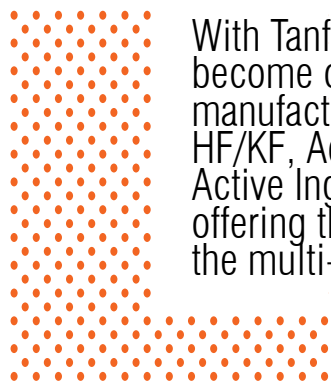 With Tanf
become c
manufact
HF/KF, Ac
Active Ing
offering th
the multi-